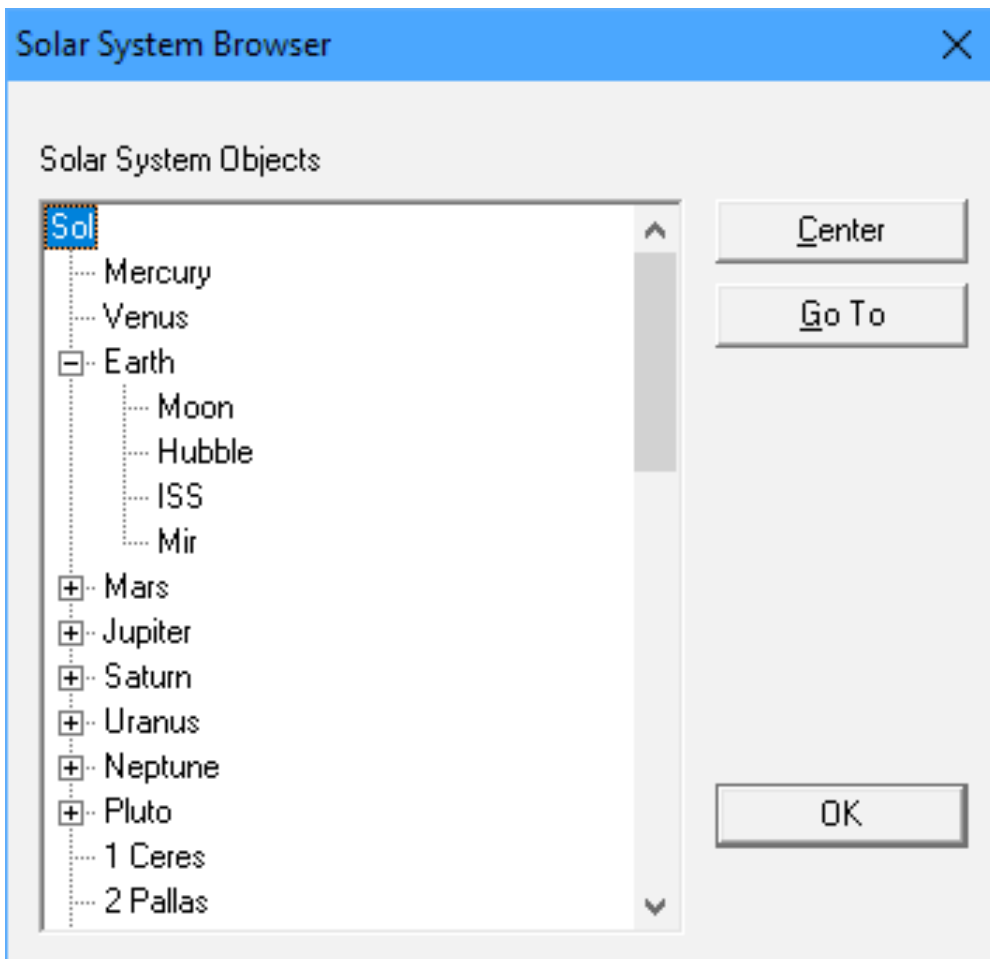 Solar System Browser
Solar System Objects
Sol
Center
Mercury
Venus
Go To
Earth
Moon
Hubble
ISS
Mir
Mars
Jupiter
Saturn
Uranus
Neptune
Pluto
OK
1 Ceres
2 Pallas